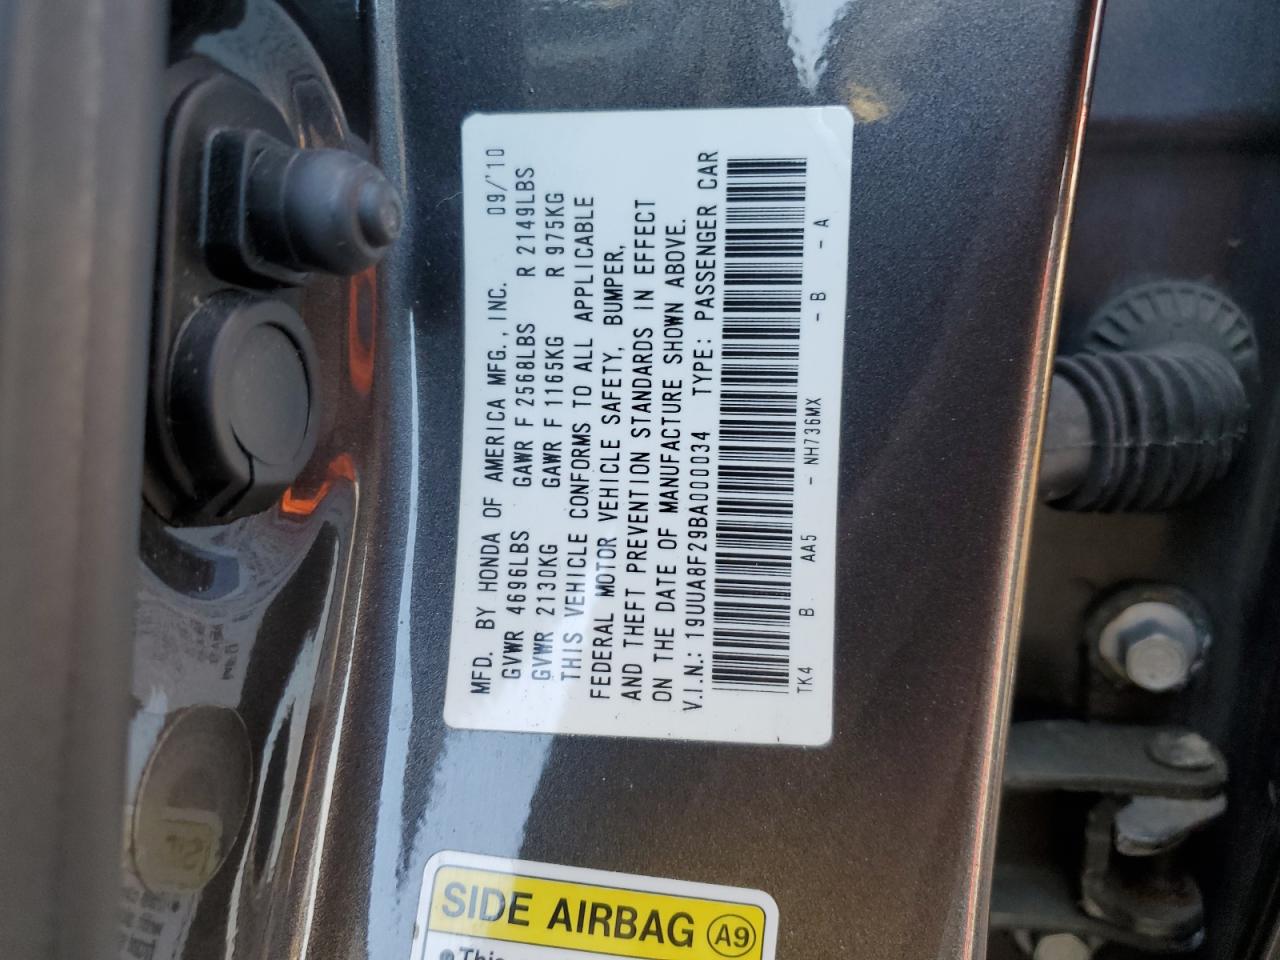 MFD. BY HONDA OF AMERICA MFG., INC. 09/'10
GVWR 4696LBS GAWR F 2568LBS R 2149LBS
GVWR 2130KG GAWR F 1165KG R 975KG
THIS VEHICLE CONFORMS TO ALL APPLICABLE
FEDERAL MOTOR VEHICLE SAFETY, BUMPER,
AND THEFT PREVENTION STANDARDS IN EFFECT
ON THE DATE OF MANUFACTURE SHOWN ABOVE.
V.I.N.: 19UUA8F29BA000034 TYPE: PASSENGER CAR
TK4 B AA5 - NH736MX - B - A
SIDE AIRBAG A9